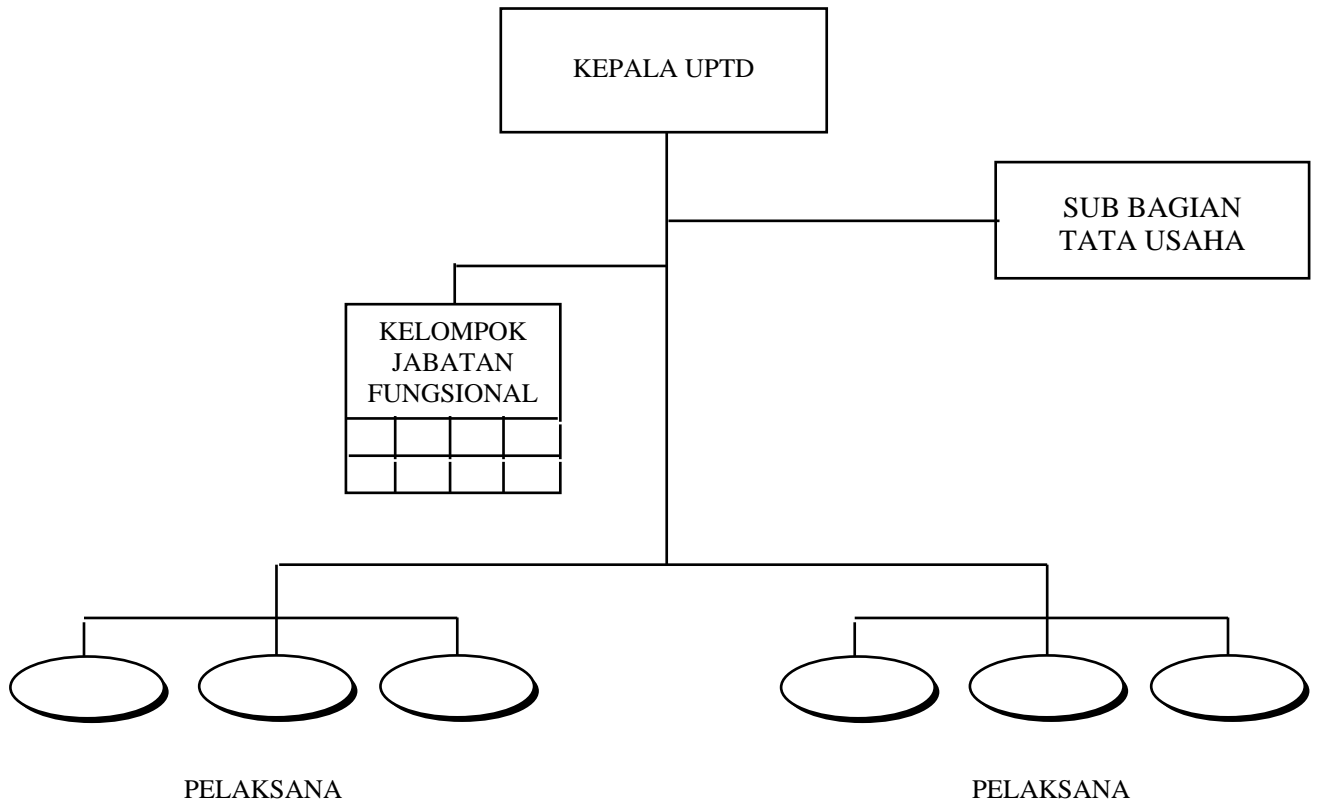 KEPALA UPTD
SUB BAGIAN
TATA USAHA
KELOMPOK
JABATAN
FUNGSIONAL
PELAKSANA
PELAKSANA